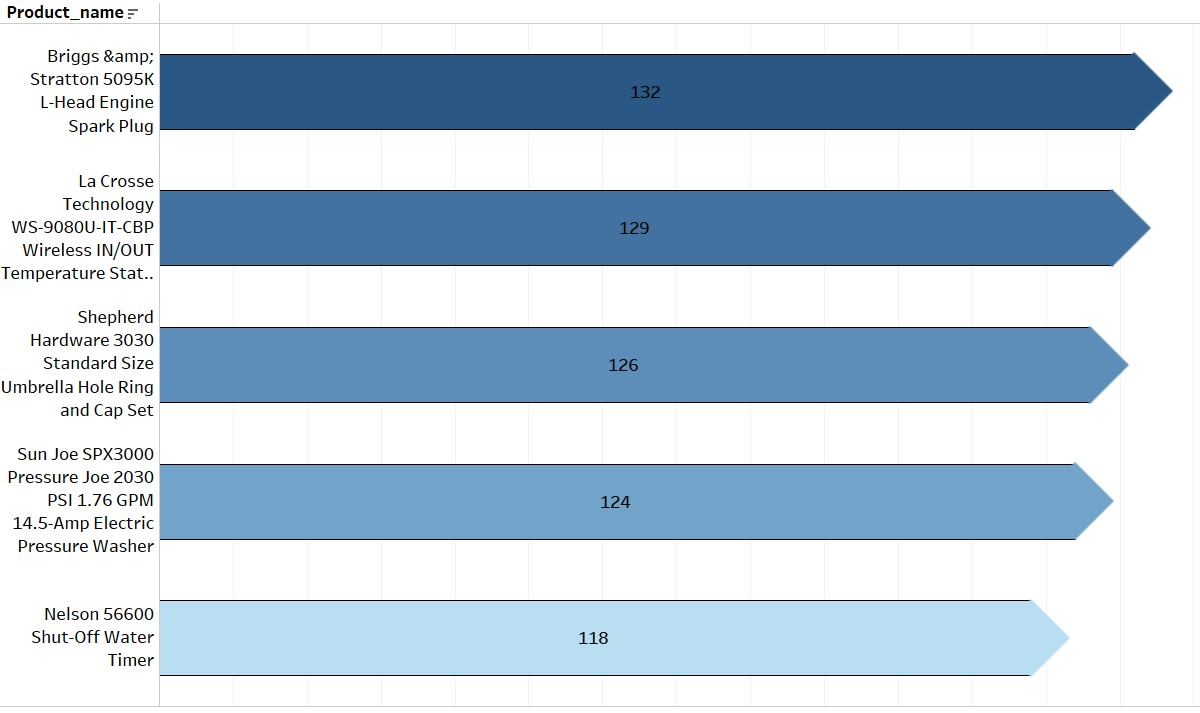 Product_name
Briggs &amp;
Stratton 5095K
L-Head Engine
Spark Plug
132
La Crosse
Technology
WS-9080U-IT-CBP
Wireless IN/OUT
Temperature Stat..
129
Shepherd
Hardware 3030
Standard Size
Umbrella Hole Ring
and Cap Set
126
Sun Joe SPX3000
Pressure Joe 2030
PSI 1.76 GPM
14.5-Amp Electric
Pressure Washer
124
Nelson 56600
Shut-Off Water
Timer
118